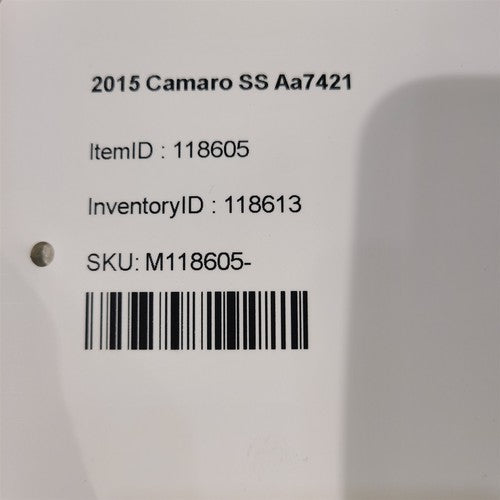 2015 Camaro SS Aa7421
ItemID : 118605
InventoryID : 118613
SKU: M118605-